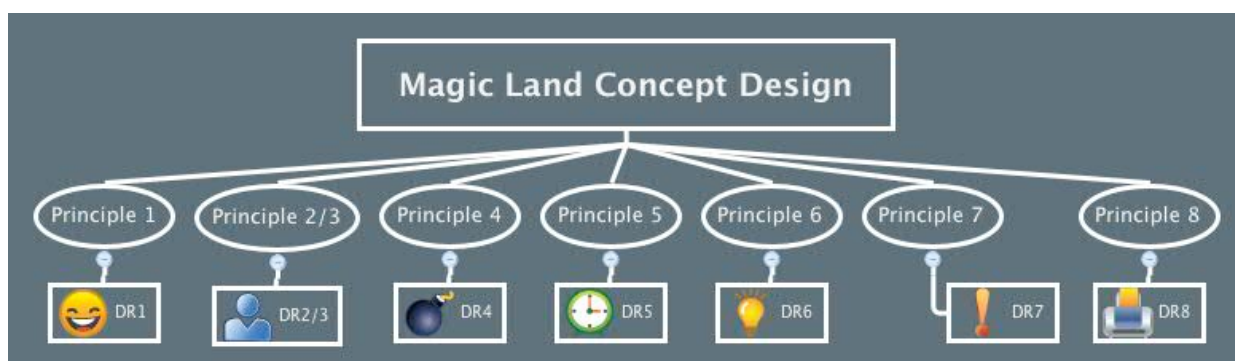 Magic Land Concept Design
Principle 1
Principle 2/3
Principle 4
Principle 5
Principle 6
Principle 7
Principle 8
DR1
DR2/3
DR4
DR5
DR6
DR7
DR8